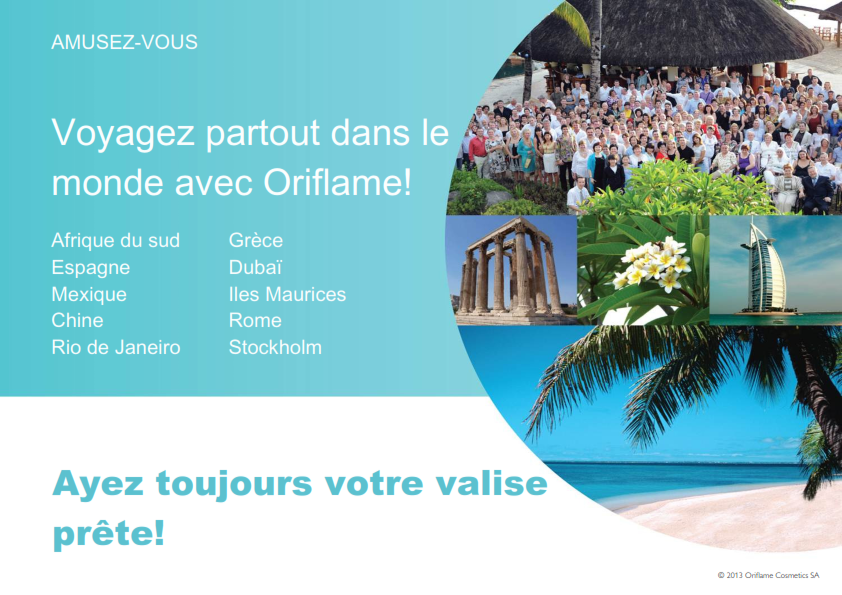 AMUSEZ-VOUS
Voyagez partout dans le
monde avec Oriflame!
Afrique du sud
Espagne
Mexique
Chine
Rio de Janeiro
Grèce
Dubaï
Iles Maurices
Rome
Stockholm
Ayez toujours votre valise
prête!
© 2013 Oriflame Cosmetics SA